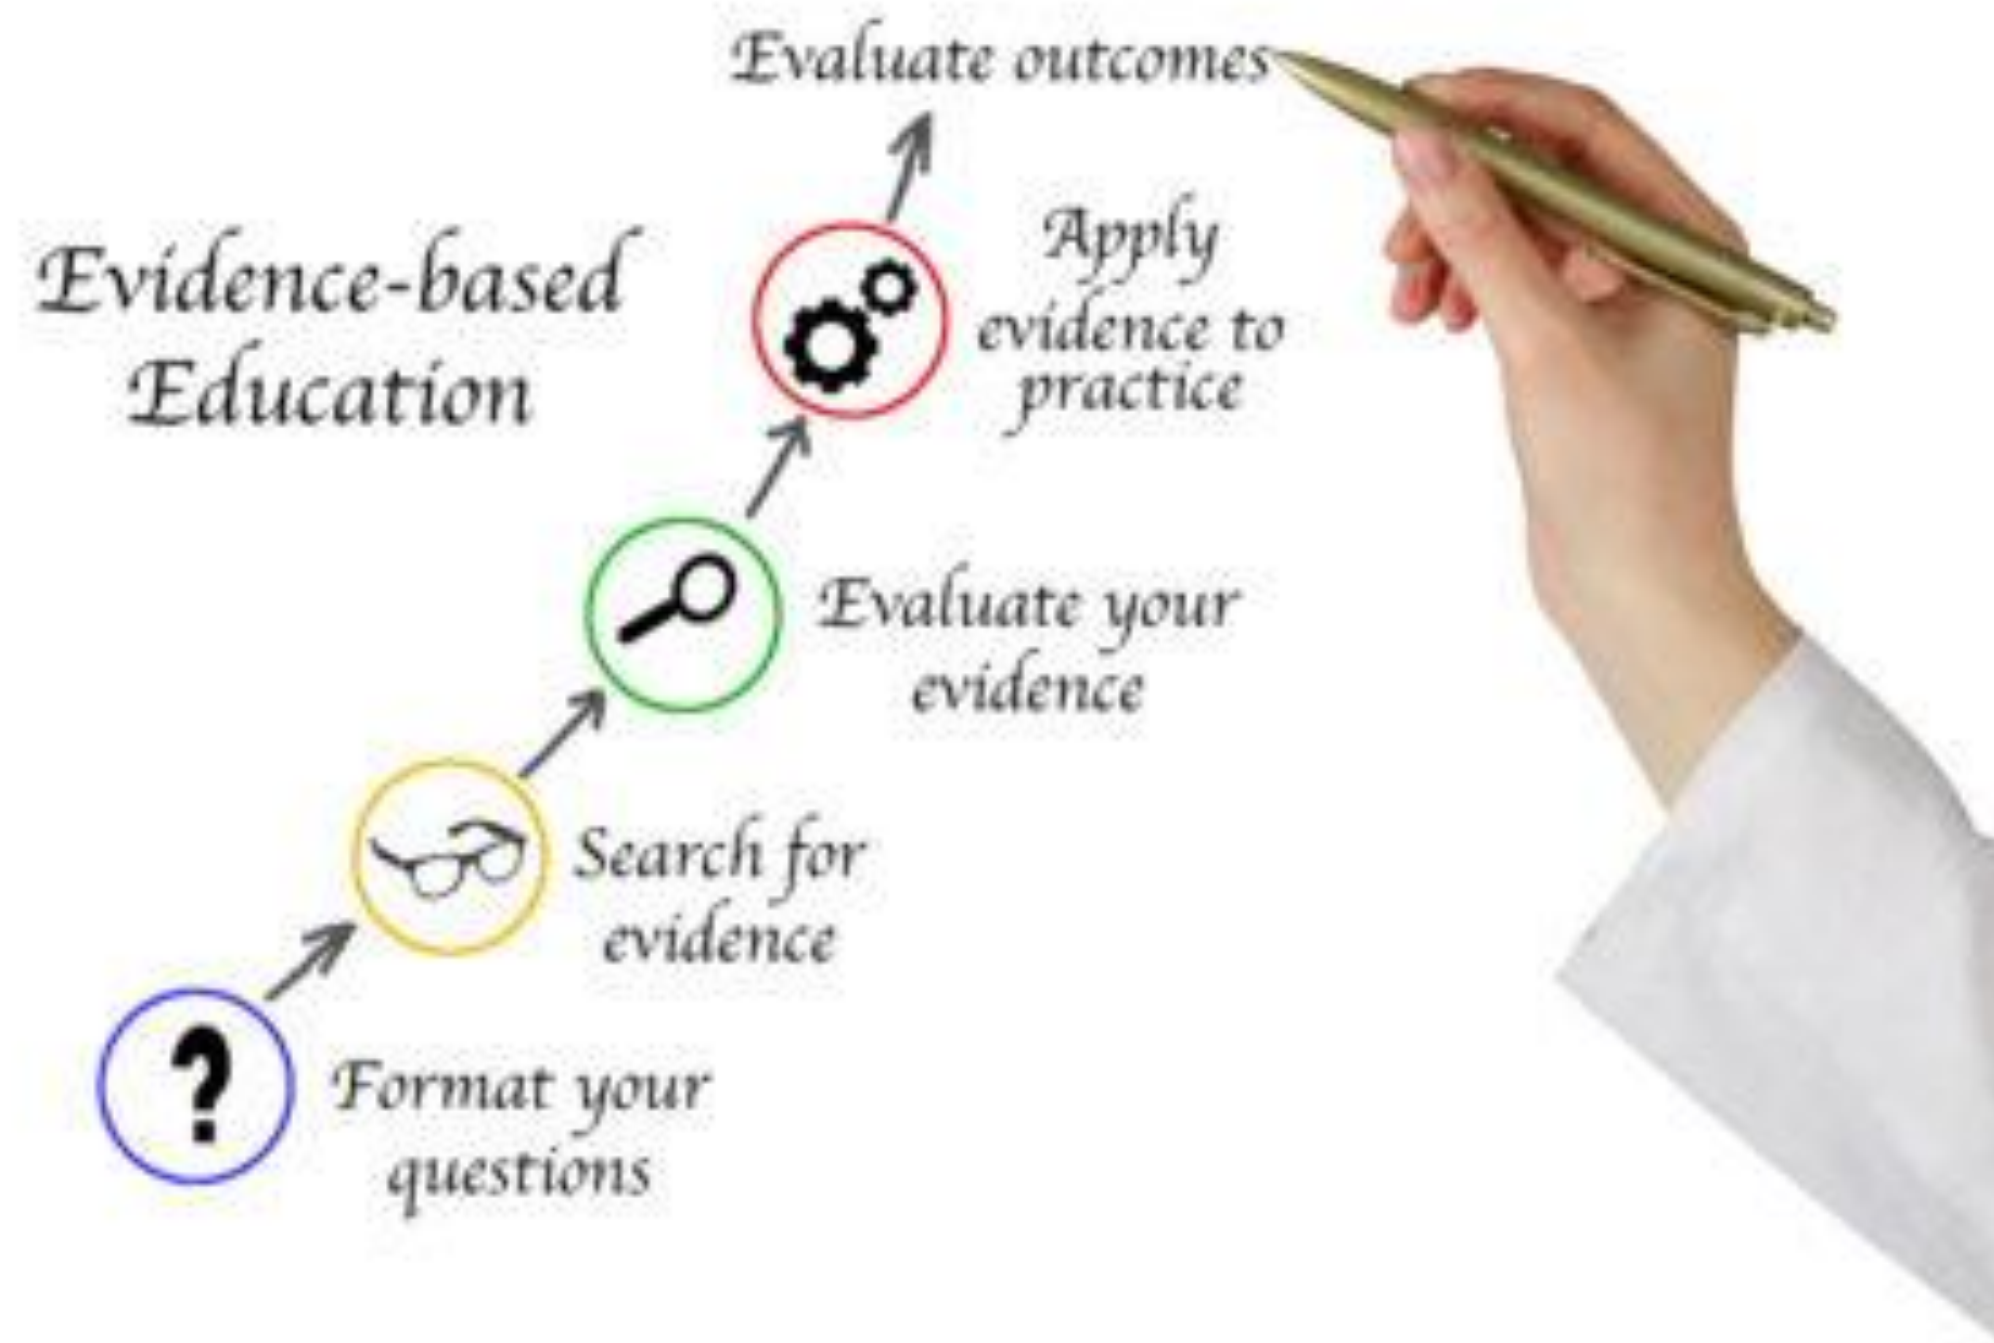 Evaluate outcomes
Evidence-based
Education
Apply
evidence to
practice
Evaluate your
evidence
Search for
evidence
Format your
questions